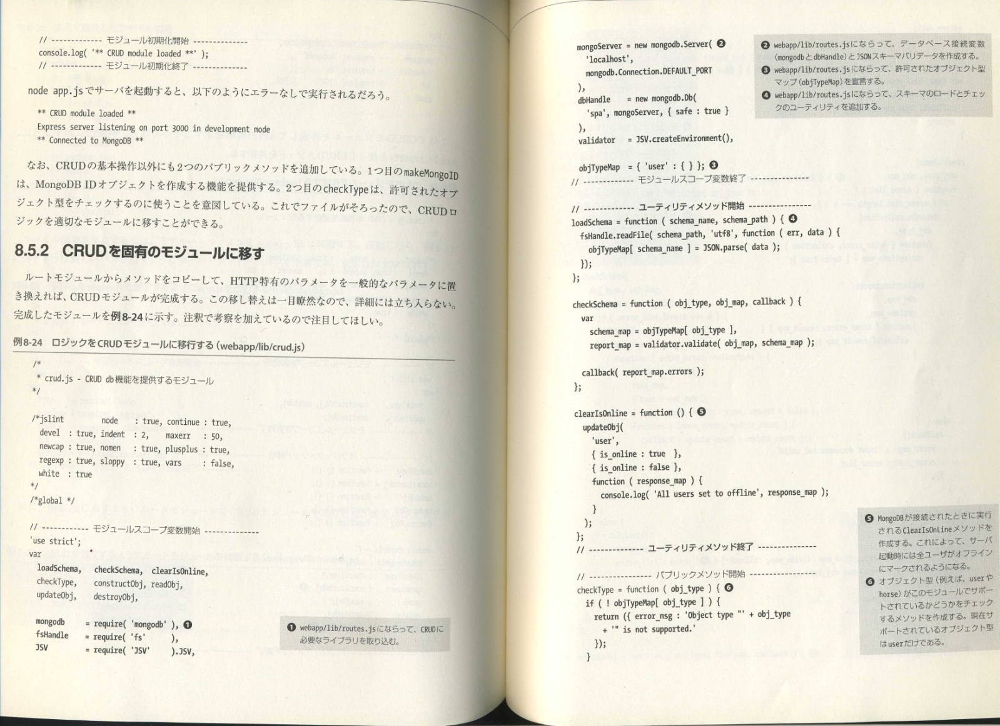 // ------------- モジュール初期化開始 --------------
console.log( '** CRUD module loaded **' );
// ------------- モジュール初期化終了 --------------
node app.jsでサーバを起動すると、以下のようにエラーなしで実行されるだろう。
** CRUD module loaded **
Express server listening on port 3000 in development mode
** Connected to MongoDB **
なお、CRUDの基本操作以外にも2つのパブリックメソッドを追加している。1つ目のmakeMongoID
は、MongoDB IDオブジェクトを作成する機能を提供する。2つ目のcheckTypeは、許可されたオブ
ジェクト型をチェックするのに使うことを意図している。これでファイルがそろったので、CRUDロ
ジックを適切なモジュールに移すことができる。
8.5.2 CRUDを固有のモジュールに移す
ルートモジュールからメソッドをコピーして、HTTP特有のパラメータを一般的なパラメータに置
き換えれば、CRUDモジュールが完成する。この移し替えは一目瞭然なので、詳細には立ち入らない。
完成したモジュールを例8-24に示す。注釈で考察を加えているので注目してほしい。
例8-24 ロジックをCRUDモジュールに移行する（webapp/lib/crud.js）
/*
* crud.js - CRUD db機能を提供するモジュール
*/
/*jslint node : true, continue : true,
devel : true, indent : 2, maxerr : 50,
newcap : true, nomen : true, plusplus : true,
regexp : true, sloppy : true, vars : false,
white : true
*/
/*global */
// ------------ モジュールスコープ変数開始 --------------
'use strict';
var
loadSchema, checkSchema, clearIsOnline,
checkType, constructObj, readObj,
updateObj, destroyObj,
mongodb = require( 'mongodb' ), ❶
fsHandle = require( 'fs' ),
JSV = require( 'JSV' ).JSV,
❶ webapp/lib/routes.jsにならって、CRUDに
必要なライブラリを取り込む。
mongoServer = new mongodb.Server( ❷
'localhost',
mongodb.Connection.DEFAULT_PORT
),
dbHandle = new mongodb.Db(
'spa', mongoServer, { safe : true }
),
validator = JSV.createEnvironment(),
objTypeMap = { 'user' : { } }; ❸
// ------------- モジュールスコープ変数終了 ---------------
❷ webapp/lib/routes.jsにならって、データベース接続変数
（mongodbとdbHandle）とJSONスキーマバリデータを作成する。
❸ webapp/lib/routes.jsにならって、許可されたオブジェクト型
マップ（objTypeMap）を宣言する。
❹ webapp/lib/routes.jsにならって、スキーマのロードとチェッ
クのユーティリティを追加する。
// ------------- ユーティリティメソッド開始 ----------------
loadSchema = function ( schema_name, schema_path ) { ❹
fsHandle.readFile( schema_path, 'utf8', function ( err, data ) {
objTypeMap[ schema_name ] = JSON.parse( data );
});
};
checkSchema = function ( obj_type, obj_map, callback ) {
var
schema_map = objTypeMap[ obj_type ],
report_map = validator.validate( obj_map, schema_map );
callback( report_map.errors );
};
clearIsOnline = function () { ❺
updateObj(
'user',
{ is_online : true },
{ is_online : false },
function ( response_map ) {
console.log( 'All users set to offline', response_map );
}
);
};
// -------------- ユーティリティメソッド終了 ---------------
// ---------------- パブリックメソッド開始 -----------------
checkType = function ( obj_type ) { ❻
if ( ! objTypeMap[ obj_type ] ) {
return ({ error_msg : 'Object type "' + obj_type
+ '" is not supported.'
});
}
❺ MongoDBが接続されたときに実行
されるClearIsOnLineメソッドを
作成する。これによって、サーバ
起動時には全ユーザがオフライン
にマークされるようになる。
❻ オブジェクト型（例えば、userや
horse）がこのモジュールでサポー
トされているかどうかをチェック
するメソッドを作成する。現在サ
ポートされているオブジェクト型
はuserだけである。